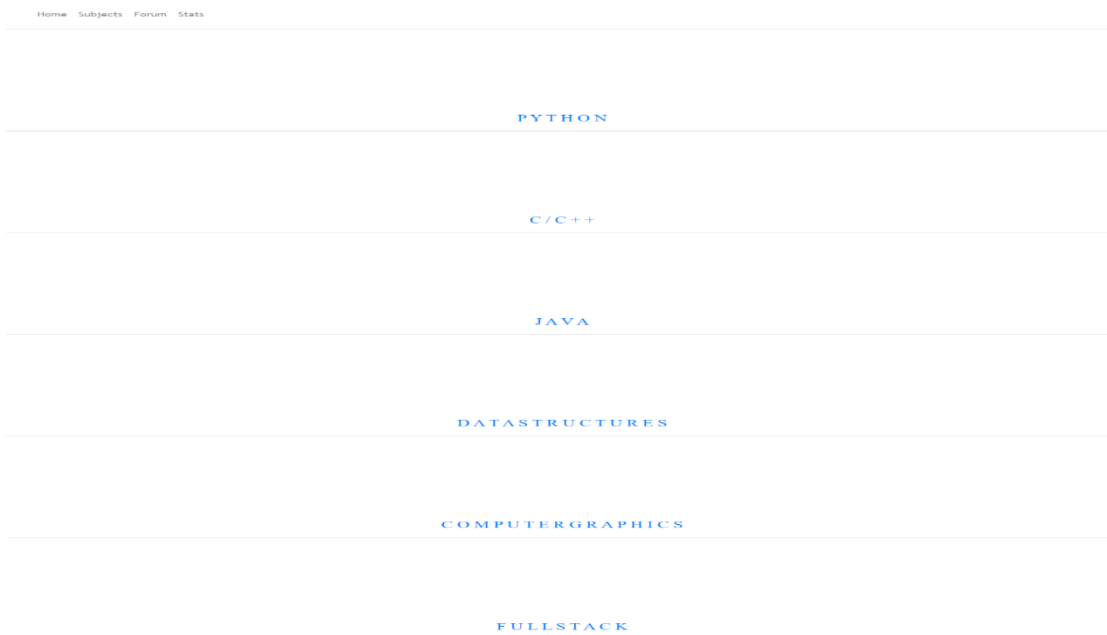 Home Subjects Forum Stats
PYTHON
C/C++
JAVA
DATASTRUCTURES
COMPUTERGRAPHICS
FULLSTACK